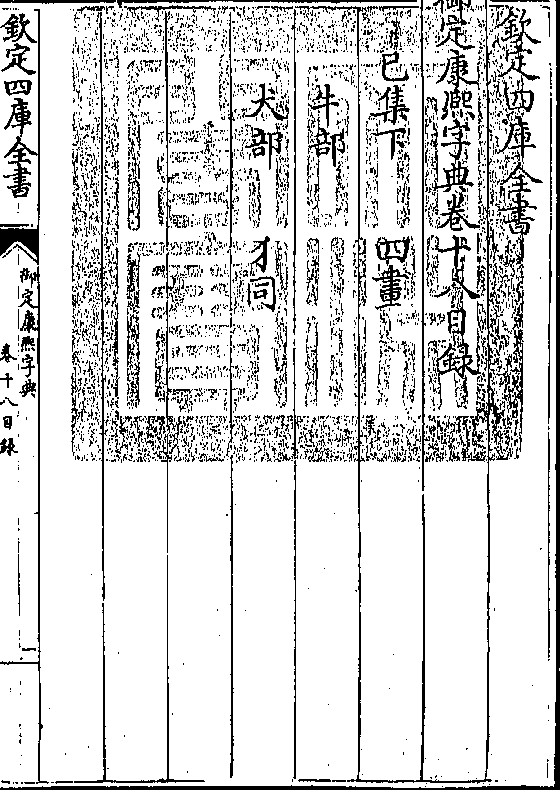 欽定四庫全書
御定康熙字典卷十八目録
巳集下　四畫
牛部
犬部　犭同
欽定四庫全書
御定康熙字典
卷十八目録
一